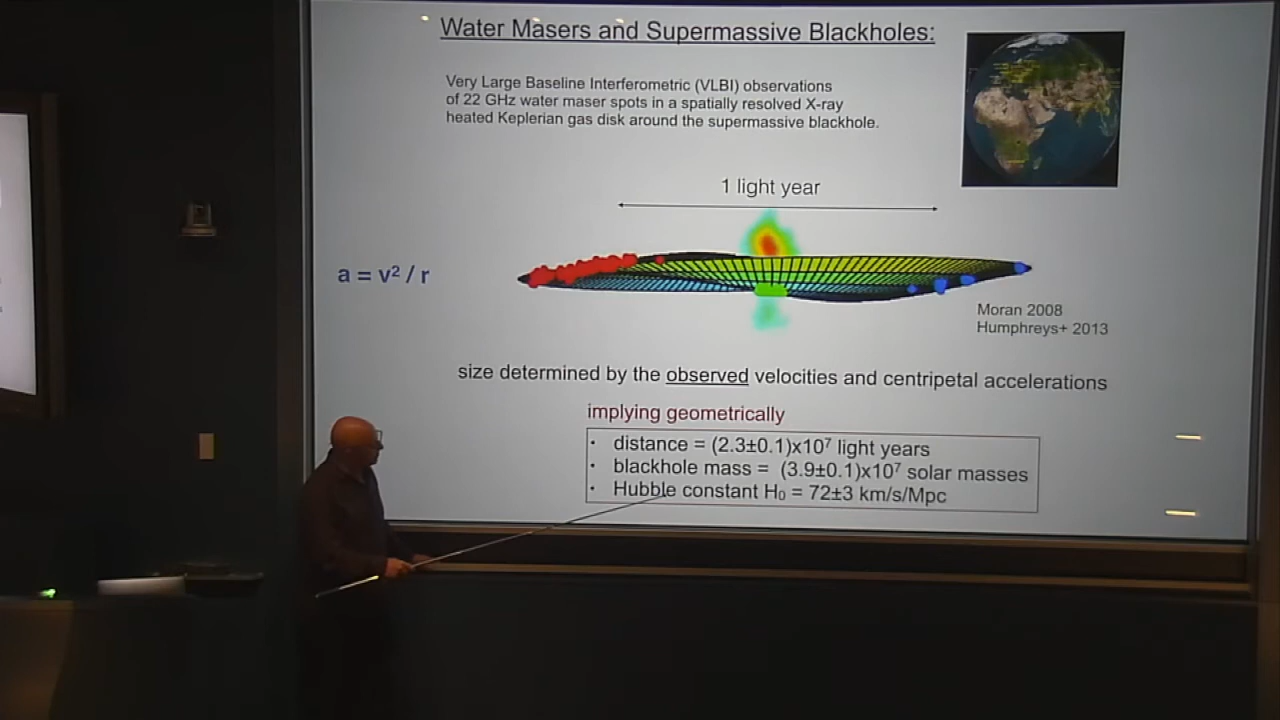 Water Masers and Supermassive Blackholes:
Very Large Baseline Interferometric (VLBI) observations
of 22 GHz water maser spots in a spatially resolved X-ray
heated Keplerian gas disk around the supermassive blackhole.
1 light year
a = v² / r
Moran 2008
Humphreys+ 2013
size determined by the observed velocities and centripetal accelerations
implying geometrically
· distance = (2.3±0.1)x10⁷ light years
· blackhole mass = (3.9±0.1)x10⁷ solar masses
· Hubble constant H₀ = 72±3 km/s/Mpc